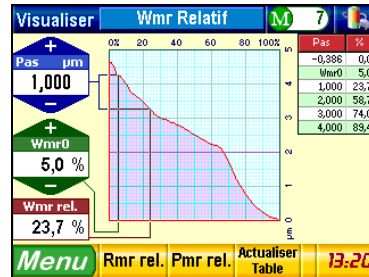 Visualiser Wmr Relatif M 7)
Pas µm
1,000
Wmr0
5,0 %
Wmr rel.
23,7 %
0% 20 40 60 80 100%
5
4
3
2
1
0
µm
Pas %
-0,386 0,0
Wmr0 5,0
1,000 23,7
2,000 58,7
3,000 74,0
4,000 89,4
Menu Rmr rel. Pmr rel. Actualiser Table 13:20